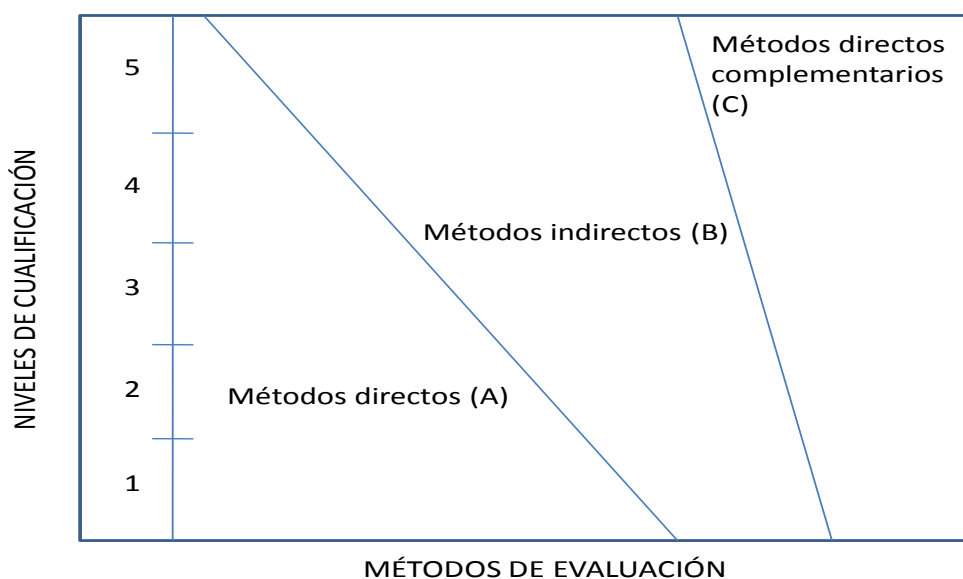 NIVELES DE CUALIFICACIÓN
5
4
3
2
1
Métodos directos
complementarios
(C)
Métodos indirectos (B)
Métodos directos (A)
MÉTODOS DE EVALUACIÓN